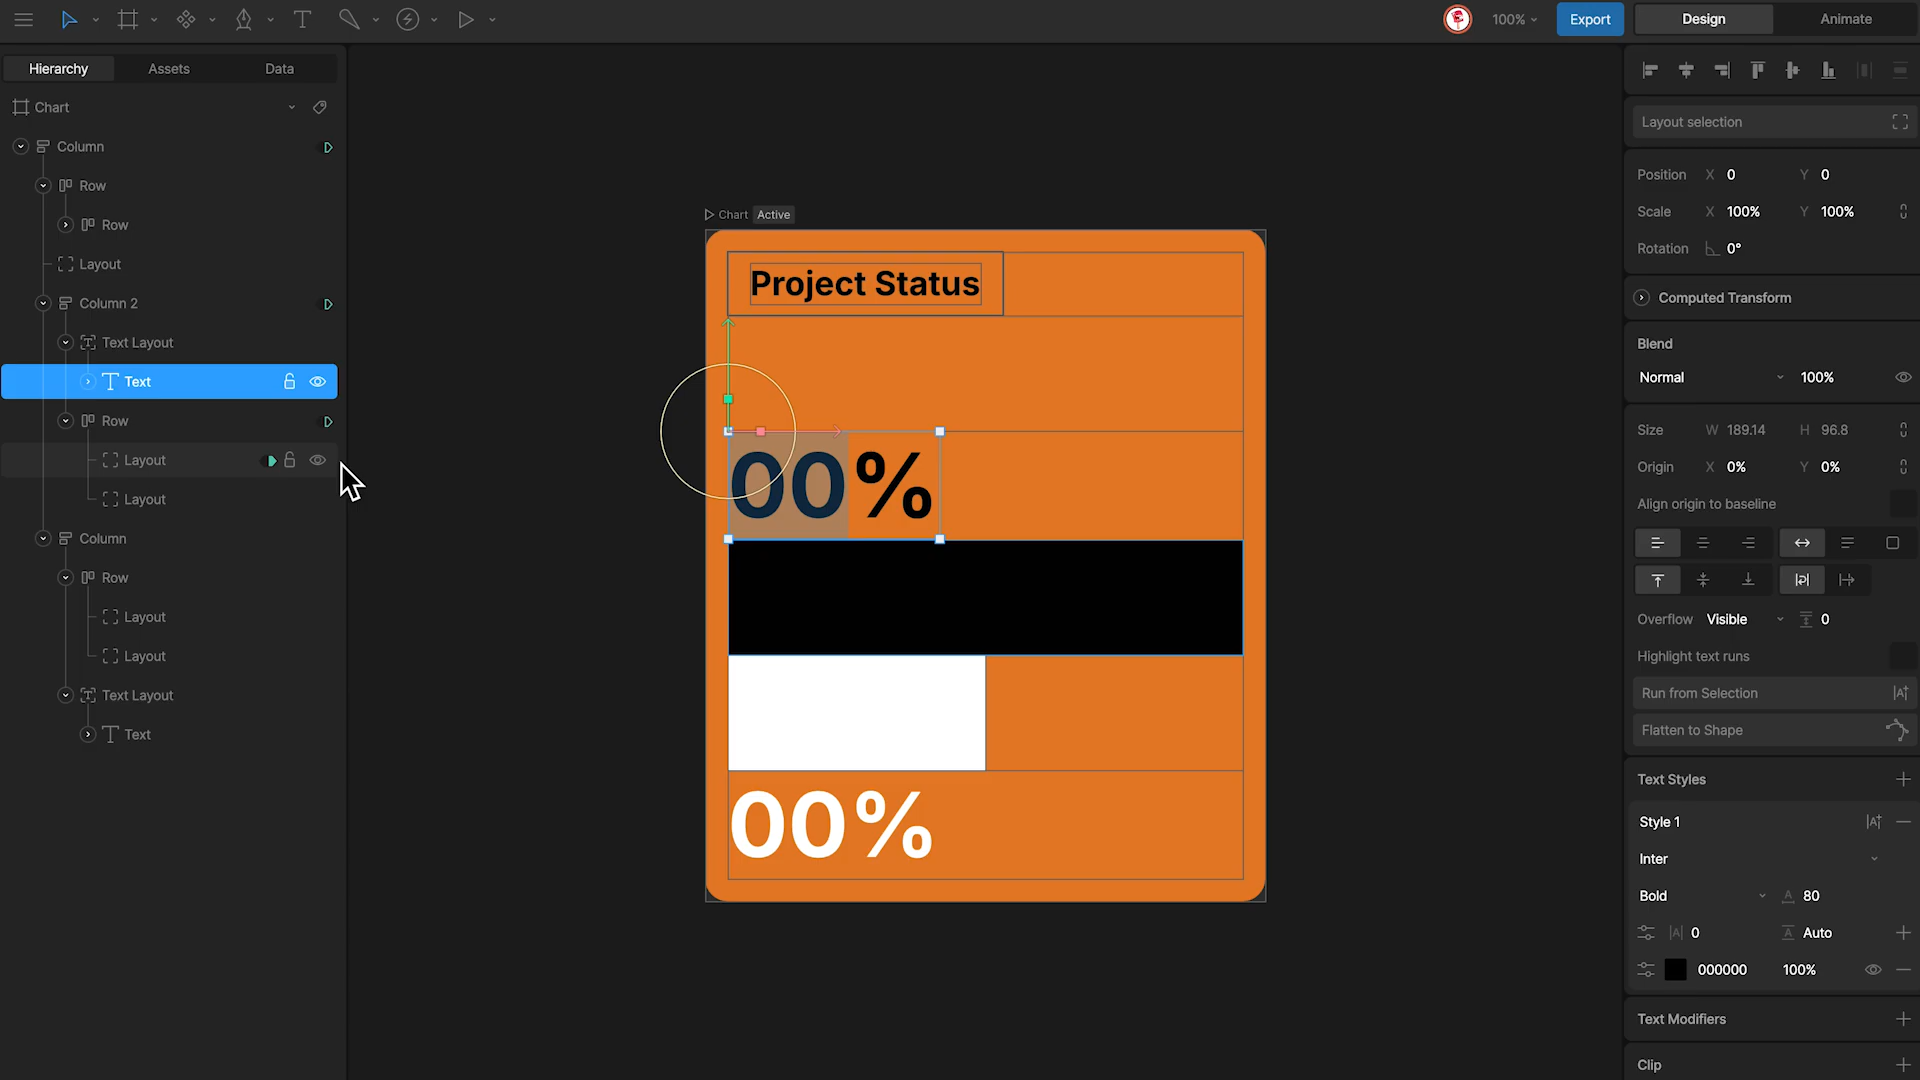 100%
Export
Design
Animate
Hierarchy
Assets
Data
Chart
Column
Row
Row
Layout
Column 2
Text Layout
Text
Row
Layout
Layout
Column
Row
Layout
Layout
Text Layout
Text
Chart Active
Project Status
00%
00%
Layout selection
Position X 0 Y 0
Scale X 100% Y 100%
Rotation 0°
Computed Transform
Blend
Normal 100%
Size W 189.14 H 96.8
Origin X 0% Y 0%
Align origin to baseline
Overflow Visible 0
Highlight text runs
Run from Selection
Flatten to Shape
Text Styles
Style 1
Inter
Bold 80
0 Auto
000000 100%
Text Modifiers
Clip